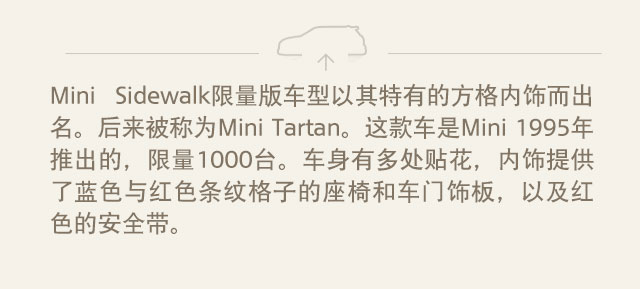 Mini Sidewalk限量版车型以其特有的方格内饰而出
名。后来被称为Mini Tartan。这款车是Mini 1995年
推出的，限量1000台。车身有多处贴花，内饰提供
了蓝色与红色条纹格子的座椅和车门饰板，以及红
色的安全带。